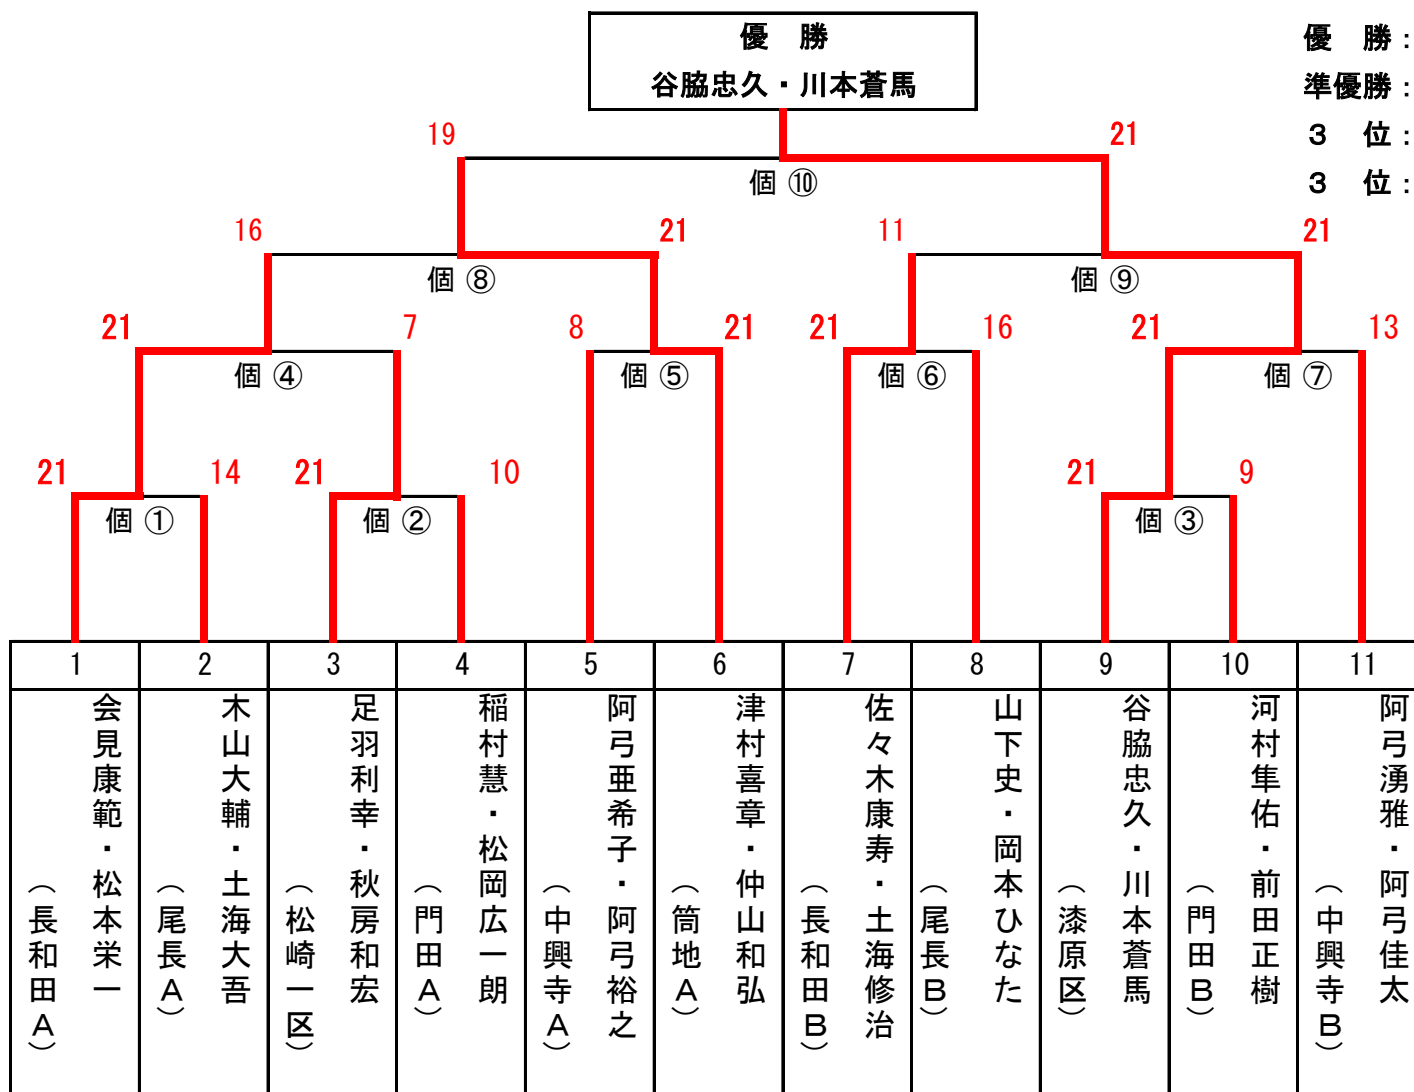 優　勝
谷脇忠久・川本蒼馬
優　勝：
準優勝：
３　位：
３　位：
19
21
個 ⑩
16
21
11
21
個 ⑧
個 ⑨
21
7
8
21
21
16
21
13
個 ④
個 ⑤
個 ⑥
個 ⑦
21
14
21
10
21
9
個 ①
個 ②
個 ③
1
2
3
4
5
6
7
8
9
10
11
会見康範・松本栄一
（長和田Ａ）
木山大輔・土海大吾
（尾長Ａ）
足羽利幸・秋房和宏
（松崎一区）
稲村慧・松岡広一朗
（門田Ａ）
阿弓亜希子・阿弓裕之
（中興寺Ａ）
津村喜章・仲山和弘
（筒地Ａ）
佐々木康寿・土海修治
（長和田Ｂ）
山下史・岡本ひなた
（尾長Ｂ）
谷脇忠久・川本蒼馬
（漆原区）
河村隼佑・前田正樹
（門田Ｂ）
阿弓湧雅・阿弓佳太
（中興寺Ｂ）